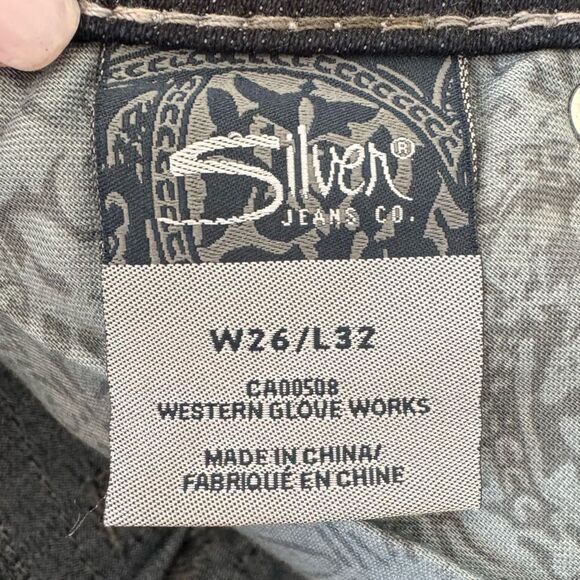 Silver®
JEANS CO.
W26/L32
CA00508
WESTERN GLOVE WORKS
MADE IN CHINA/
FABRIQUÉ EN CHINE